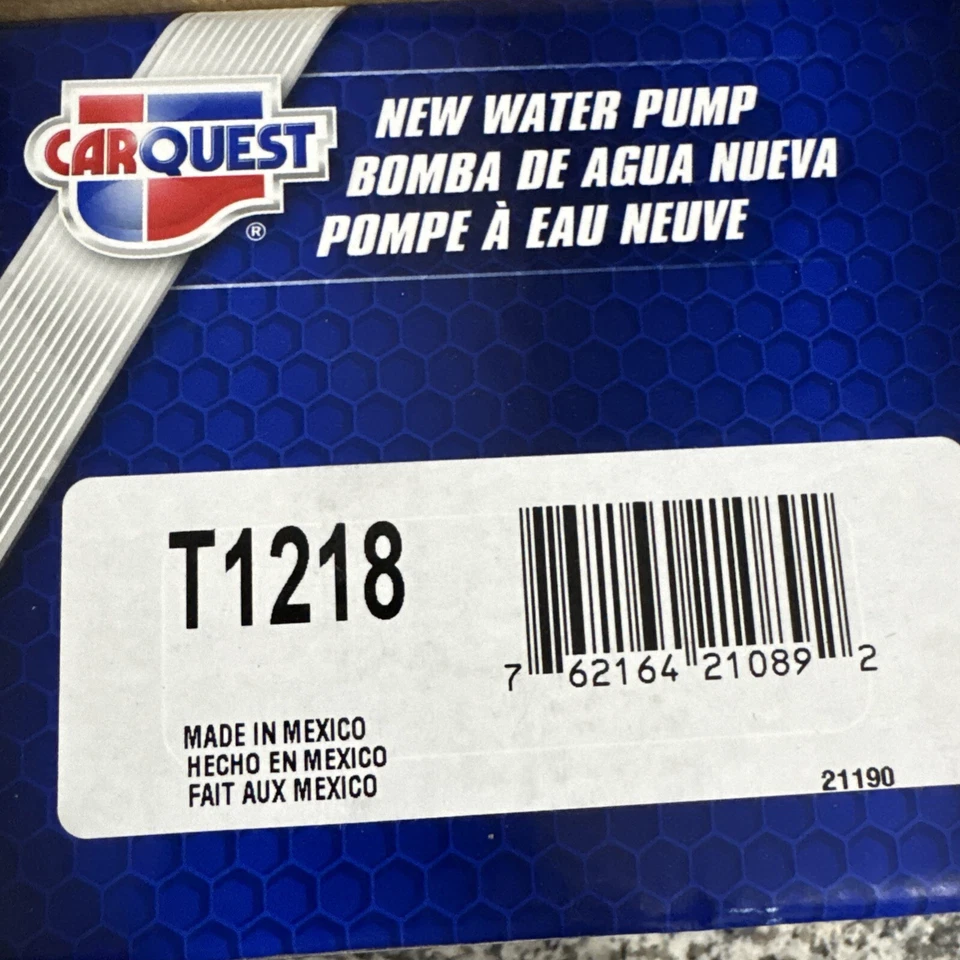 CARQUEST
®
NEW WATER PUMP
BOMBA DE AGUA NUEVA
POMPE À EAU NEUVE
T1218
7 62164 21089 2
MADE IN MEXICO
HECHO EN MEXICO
FAIT AUX MEXICO
21190